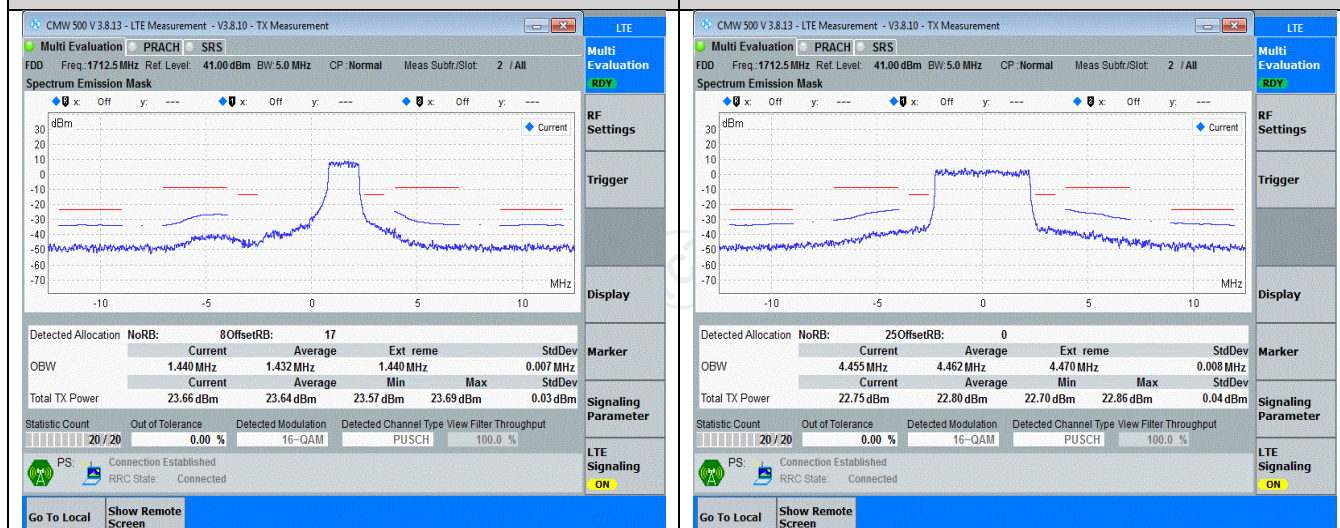 CMW 500 V 3.8.13 - LTE Measurement - V3.8.10 - TX Measurement
LTE
Multi Evaluation PRACH SRS
Multi
Evaluation
RDY
FDD Freq.:1712.5 MHz Ref. Level: 41.00 dBm BW:5.0 MHz CP :Normal Meas Subfr./Slot: 2 / All
Spectrum Emission Mask
x: Off y: --- 1 x: Off y: --- x: Off y: ---
dBm
Current
30
20
10
0
-10
-20
-30
-40
-50
-60
-70
MHz
-10 -5 0 5 10
RF
Settings
Trigger
Display
Marker
Signaling
Parameter
LTE
Signaling
ON
Detected Allocation NoRB: 8 OffsetRB: 17
Current Average Ext reme StdDev
OBW 1.440 MHz 1.432 MHz 1.440 MHz 0.007 MHz
Current Average Min Max StdDev
Total TX Power 23.66 dBm 23.64 dBm 23.57 dBm 23.69 dBm 0.03 dBm
Statistic Count Out of Tolerance Detected Modulation Detected Channel Type View Filter Throughput
20 / 20 0.00 % 16-QAM PUSCH 100.0 %
PS: Connection Established
RRC State: Connected
Go To Local Show Remote
Screen
CMW 500 V 3.8.13 - LTE Measurement - V3.8.10 - TX Measurement
LTE
Multi Evaluation PRACH SRS
Multi
Evaluation
RDY
FDD Freq.:1712.5 MHz Ref. Level: 41.00 dBm BW:5.0 MHz CP :Normal Meas Subfr./Slot: 2 / All
Spectrum Emission Mask
x: Off y: --- 1 x: Off y: --- x: Off y: ---
dBm
Current
30
20
10
0
-10
-20
-30
-40
-50
-60
-70
MHz
-10 -5 0 5 10
RF
Settings
Trigger
Display
Marker
Signaling
Parameter
LTE
Signaling
ON
Detected Allocation NoRB: 25 OffsetRB: 0
Current Average Ext reme StdDev
OBW 4.455 MHz 4.462 MHz 4.470 MHz 0.008 MHz
Current Average Min Max StdDev
Total TX Power 22.75 dBm 22.80 dBm 22.70 dBm 22.86 dBm 0.04 dBm
Statistic Count Out of Tolerance Detected Modulation Detected Channel Type View Filter Throughput
20 / 20 0.00 % 16-QAM PUSCH 100.0 %
PS: Connection Established
RRC State: Connected
Go To Local Show Remote
Screen